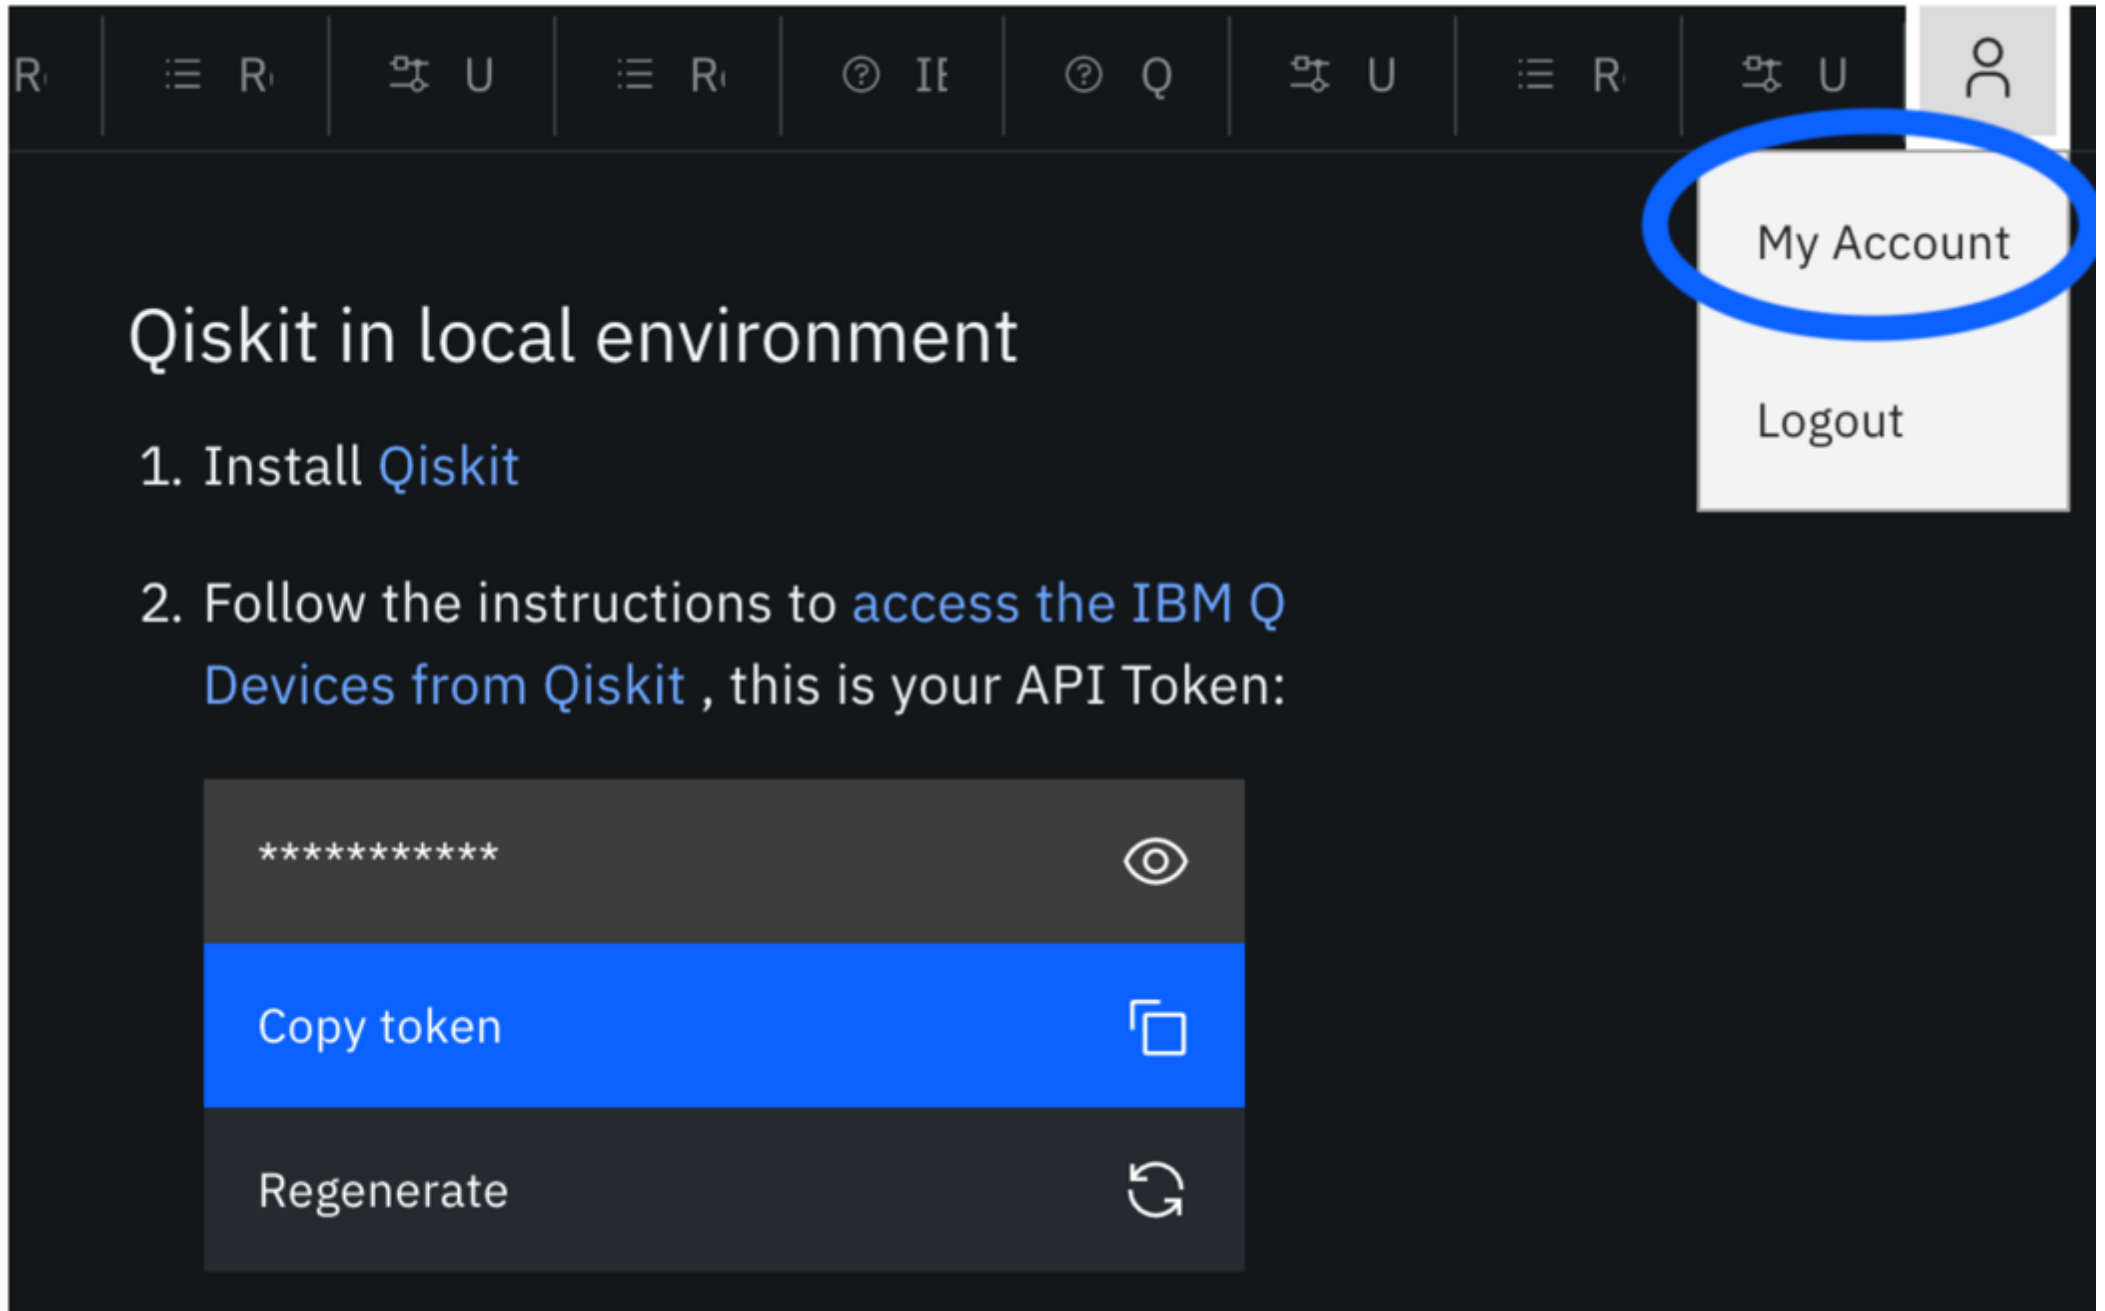 R R U R IE Q U R U
My Account
Qiskit in local environment
Logout
1. Install Qiskit
2. Follow the instructions to access the IBM Q
Devices from Qiskit , this is your API Token:
***********
Copy token
Regenerate